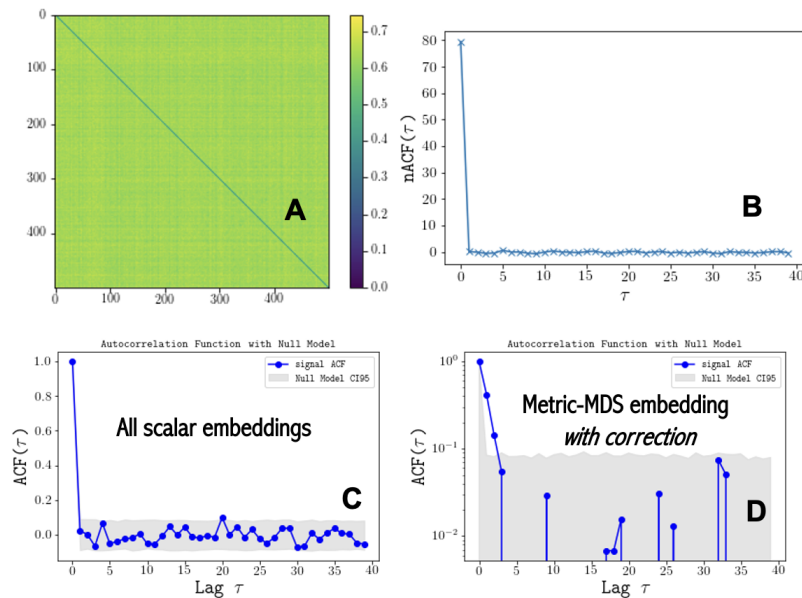 0
100
200
300
400
0 100 200 300 400
0.7
0.6
0.5
0.4
0.3
0.2
0.1
0.0
A
80
70
60
50
40
30
20
10
0
nACF(τ)
0 5 10 15 20 25 30 35 40
τ
B
Autocorrelation Function with Null Model
signal ACF
Null Model CI95
All scalar embeddings
1.0
0.8
0.6
0.4
0.2
0.0
ACF(τ)
0 5 10 15 20 25 30 35 40
Lag τ
C
Autocorrelation Function with Null Model
signal ACF
Null Model CI95
Metric-MDS embedding
with correction
10⁰
10⁻¹
10⁻²
ACF(τ)
0 5 10 15 20 25 30 35 40
Lag τ
D